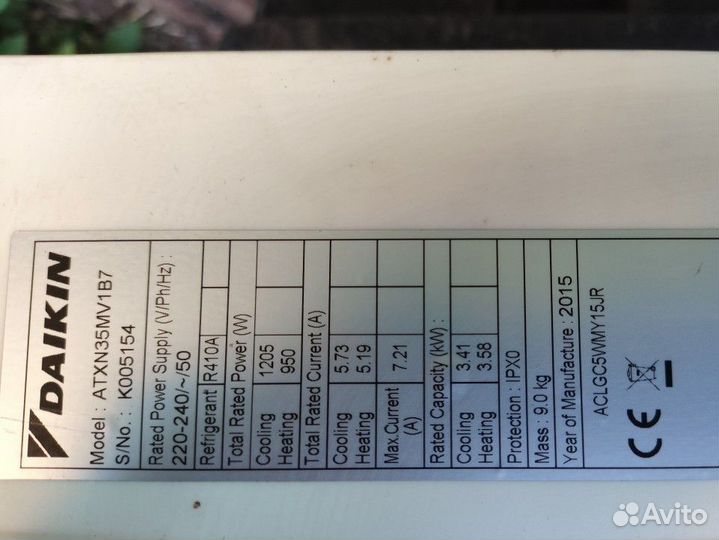 DAIKIN
Model : ATXN35MV1B7
S/No. : K005154
Rated Power Supply (V/Ph/Hz) :
220-240/~/50
Refrigerant R410A
Total Rated Power (W)
Cooling 1205
Heating 950
Total Rated Current (A)
Cooling 5.73
Heating 5.19
Max.Current 7.21
(A)
Rated Capacity (kW) :
Cooling 3.41
Heating 3.58
Protection : IPX0
Mass : 9.0 kg
Year of Manufacture : 2015
ACLGC5WMY15JR
CE
Avito